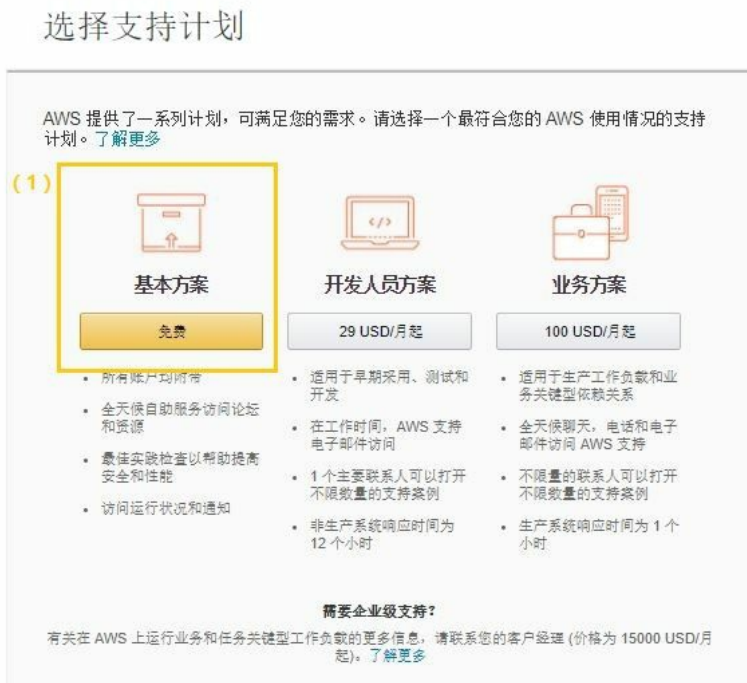 选择支持计划
AWS 提供了一系列计划，可满足您的需求。请选择一个最符合您的 AWS 使用情况的支持
计划。了解更多
(1)
</>
基本方案
免费
所有账户均附带
全天候自助服务访问论坛
和资源
最佳实践检查以帮助提高
安全和性能
访问运行状况和通知
开发人员方案
29 USD/月起
适用于早期采用、测试和
开发
在工作时间，AWS 支持
电子邮件访问
1 个主要联系人可以打开
不限数量的支持案例
非生产系统响应时间为
12 个小时
业务方案
100 USD/月起
适用于生产工作负载和业
务关键型依赖关系
全天候聊天，电话和电子
邮件访问 AWS 支持
不限量的联系人可以打开
不限数量的支持案例
生产系统响应时间为 1 个
小时
需要企业级支持？
有关在 AWS 上运行业务和任务关键型工作负载的更多信息，请联系您的客户经理 (价格为 15000 USD/月
起)。了解更多